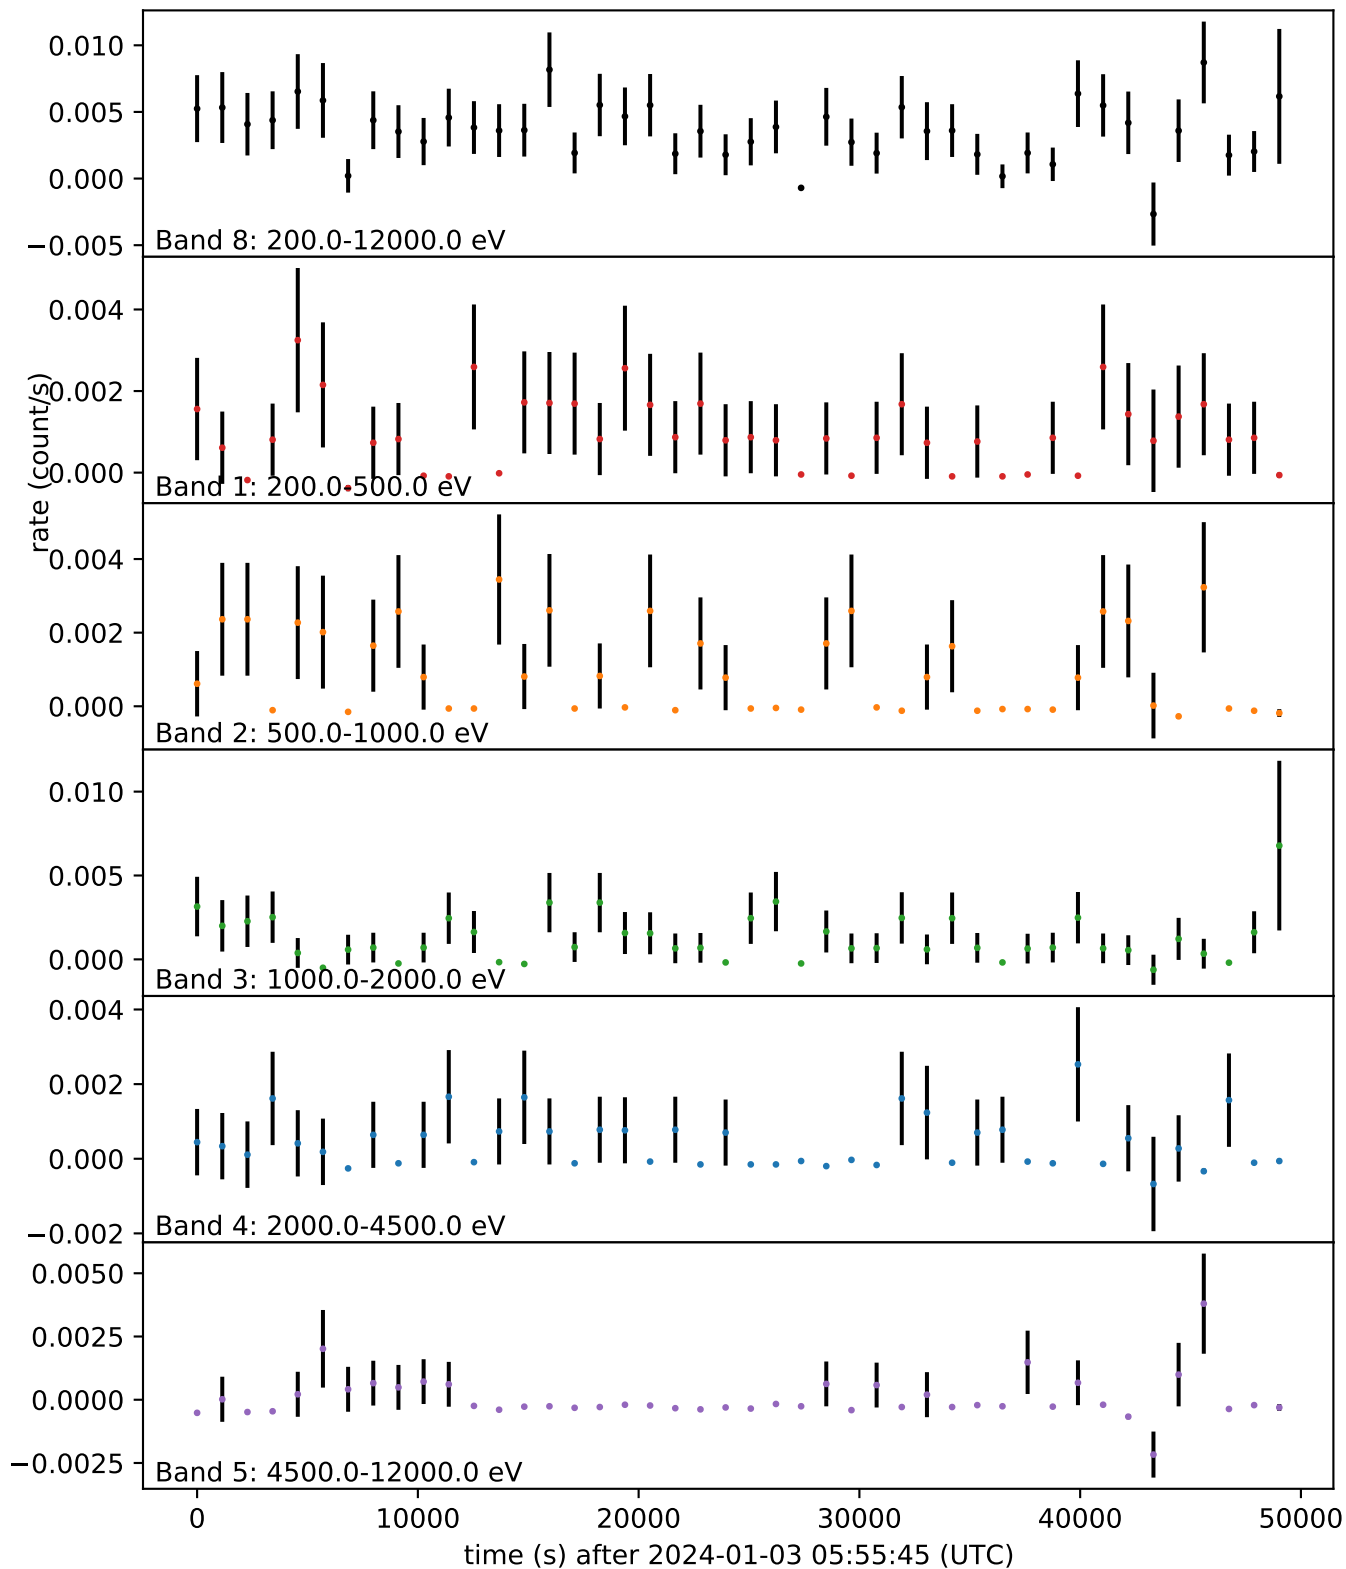 0.010
0.005
0.000
−0.005
Band 8: 200.0-12000.0 eV
0.004
0.002
0.000
Band 1: 200.0-500.0 eV
rate (count/s)
0.004
0.002
0.000
Band 2: 500.0-1000.0 eV
0.010
0.005
0.000
Band 3: 1000.0-2000.0 eV
0.004
0.002
0.000
−0.002
Band 4: 2000.0-4500.0 eV
0.0050
0.0025
0.0000
−0.0025
Band 5: 4500.0-12000.0 eV
0 10000 20000 30000 40000 50000
time (s) after 2024-01-03 05:55:45 (UTC)